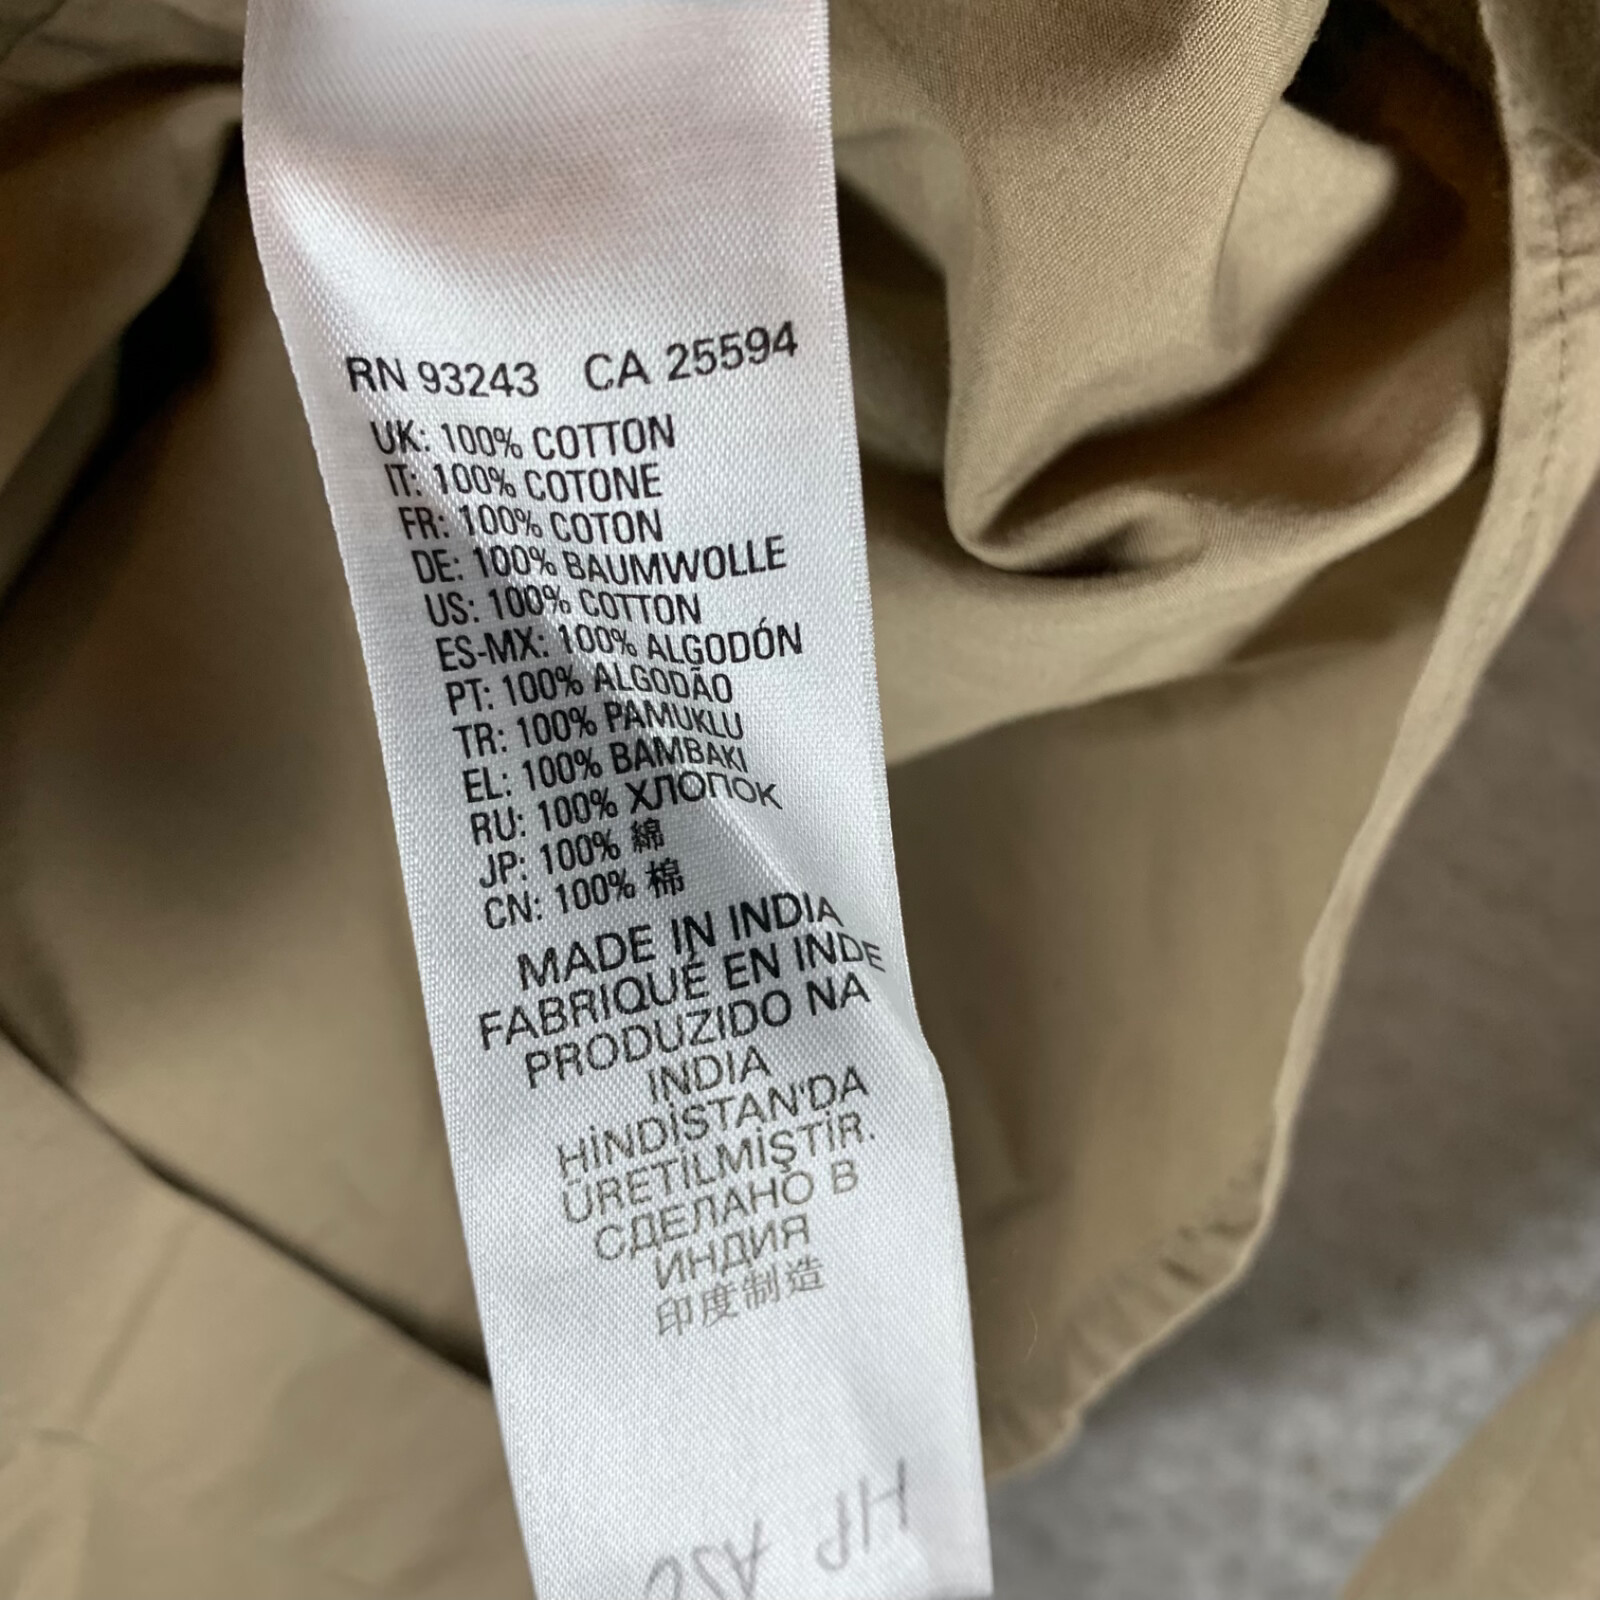 RN 93243 CA 25594
UK: 100% COTTON
IT: 100% COTONE
FR: 100% COTON
DE: 100% BAUMWOLLE
US: 100% COTTON
ES-MX: 100% ALGODÓN
PT: 100% ALGODÃO
TR: 100% PAMUKLU
EL: 100% BAMBAKI
RU: 100% ХЛОПОК
JP: 100% 綿
CN: 100% 棉
MADE IN INDIA
FABRIQUÉ EN INDE
PRODUZIDO NA
INDIA
HİNDİSTAN'DA
ÜRETİLMİŞTİR.
СДЕЛАНО В
ИНДИЯ
印度制造